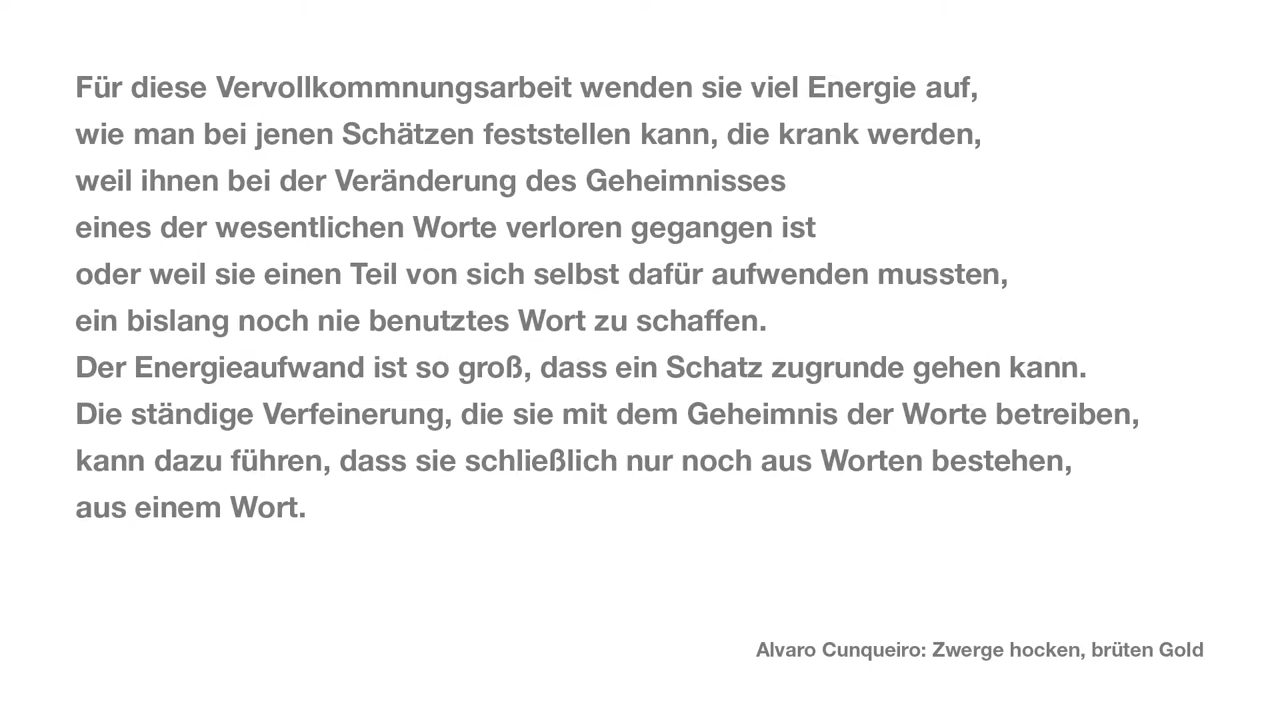 Für diese Vervollkommnungsarbeit wenden sie viel Energie auf,
wie man bei jenen Schätzen feststellen kann, die krank werden,
weil ihnen bei der Veränderung des Geheimnisses
eines der wesentlichen Worte verloren gegangen ist
oder weil sie einen Teil von sich selbst dafür aufwenden mussten,
ein bislang noch nie benutztes Wort zu schaffen.
Der Energieaufwand ist so groß, dass ein Schatz zugrunde gehen kann.
Die ständige Verfeinerung, die sie mit dem Geheimnis der Worte betreiben,
kann dazu führen, dass sie schließlich nur noch aus Worten bestehen,
aus einem Wort.
Alvaro Cunqueiro: Zwerge hocken, brüten Gold